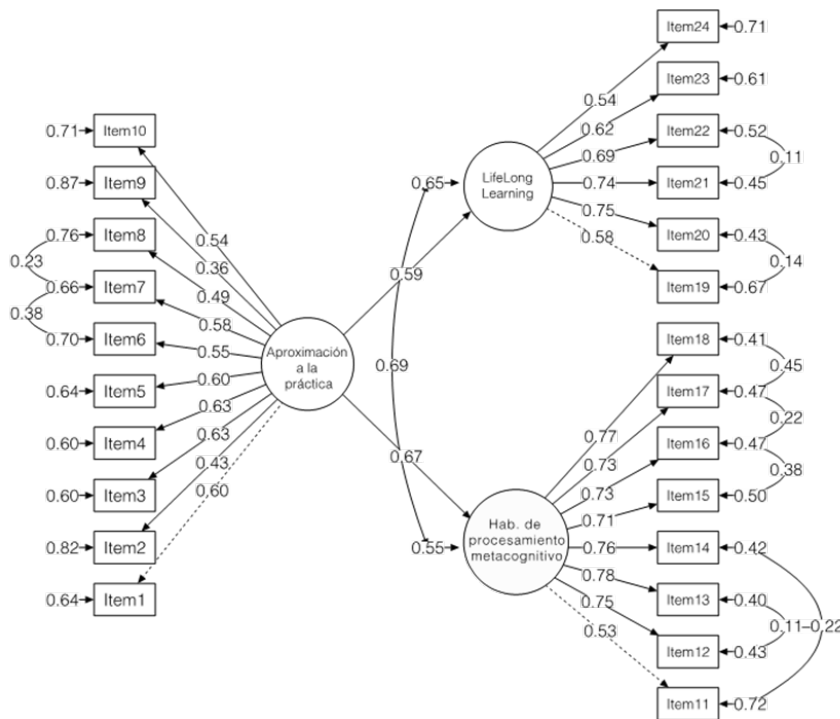 Item24
0.71
Item23
0.61
0.54
0.62
Item22
0.52
0.71
Item10
0.69
0.11
LifeLong
Learning
0.74
Item21
0.45
0.87
Item9
0.65
0.75
Item20
0.43
0.76
Item8
0.54
0.58
0.14
0.23
0.36
0.59
Item19
0.67
0.66
Item7
0.49
0.38
0.58
Item18
0.41
0.70
Item6
0.55
Aproximación
a la
práctica
0.69
0.45
0.64
Item5
0.60
Item17
0.47
0.63
0.22
0.60
Item4
0.77
Item16
0.47
0.63
0.67
0.73
0.38
0.43
0.73
0.60
Item3
0.60
Item15
0.50
0.71
0.82
Item2
0.55
Hab. de
procesamiento
metacognitivo
0.76
Item14
0.42
0.78
0.64
Item1
Item13
0.40
0.75
0.11
–0.22
0.53
Item12
0.43
Item11
0.72